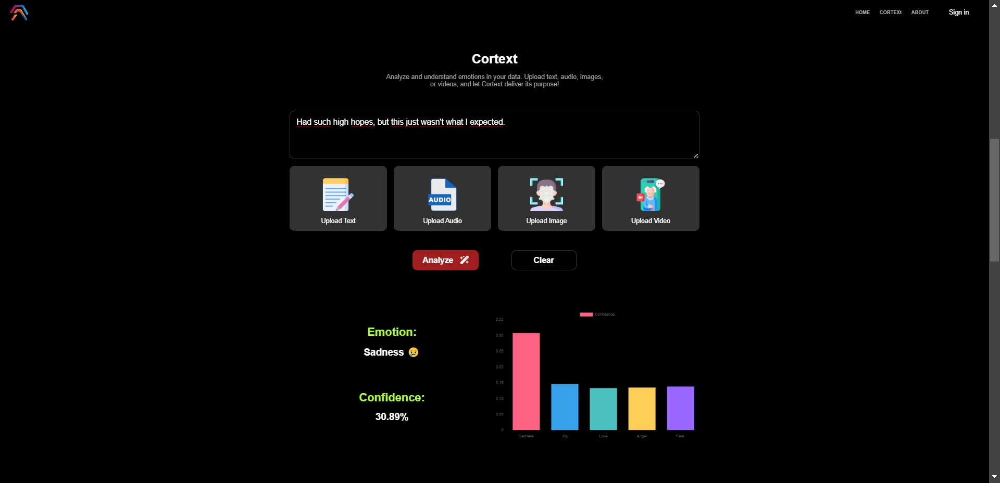 HOME CORTEXt ABOUT Sign in
Cortext
Analyze and understand emotions in your data. Upload text, audio, images,
or videos, and let Cortext deliver its purpose!
Had such high hopes, but this just wasn't what I expected.
AUDIO
Upload Text Upload Audio Upload Image Upload Video
Analyze Clear
Emotion:
Sadness 😢
Confidence:
30.89%
Confidence
0.35
0.30
0.25
0.20
0.15
0.10
0.05
0
Sadness Joy Love Anger Fear